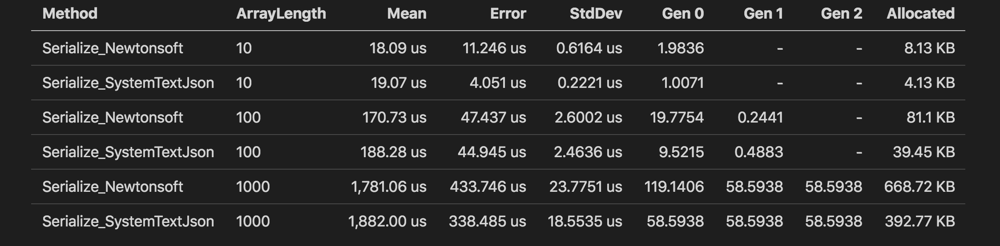 Method ArrayLength Mean Error StdDev Gen 0 Gen 1 Gen 2 Allocated
Serialize_Newtonsoft 10 18.09 us 11.246 us 0.6164 us 1.9836 - - 8.13 KB
Serialize_SystemTextJson 10 19.07 us 4.051 us 0.2221 us 1.0071 - - 4.13 KB
Serialize_Newtonsoft 100 170.73 us 47.437 us 2.6002 us 19.7754 0.2441 - 81.1 KB
Serialize_SystemTextJson 100 188.28 us 44.945 us 2.4636 us 9.5215 0.4883 - 39.45 KB
Serialize_Newtonsoft 1000 1,781.06 us 433.746 us 23.7751 us 119.1406 58.5938 58.5938 668.72 KB
Serialize_SystemTextJson 1000 1,882.00 us 338.485 us 18.5535 us 58.5938 58.5938 58.5938 392.77 KB